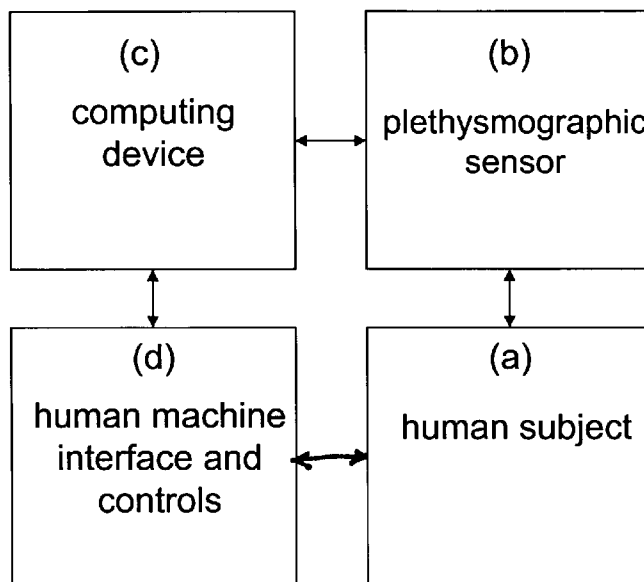 (c)
computing
device
(b)
plethysmographic
sensor
(d)
human machine
interface and
controls
(a)
human subject